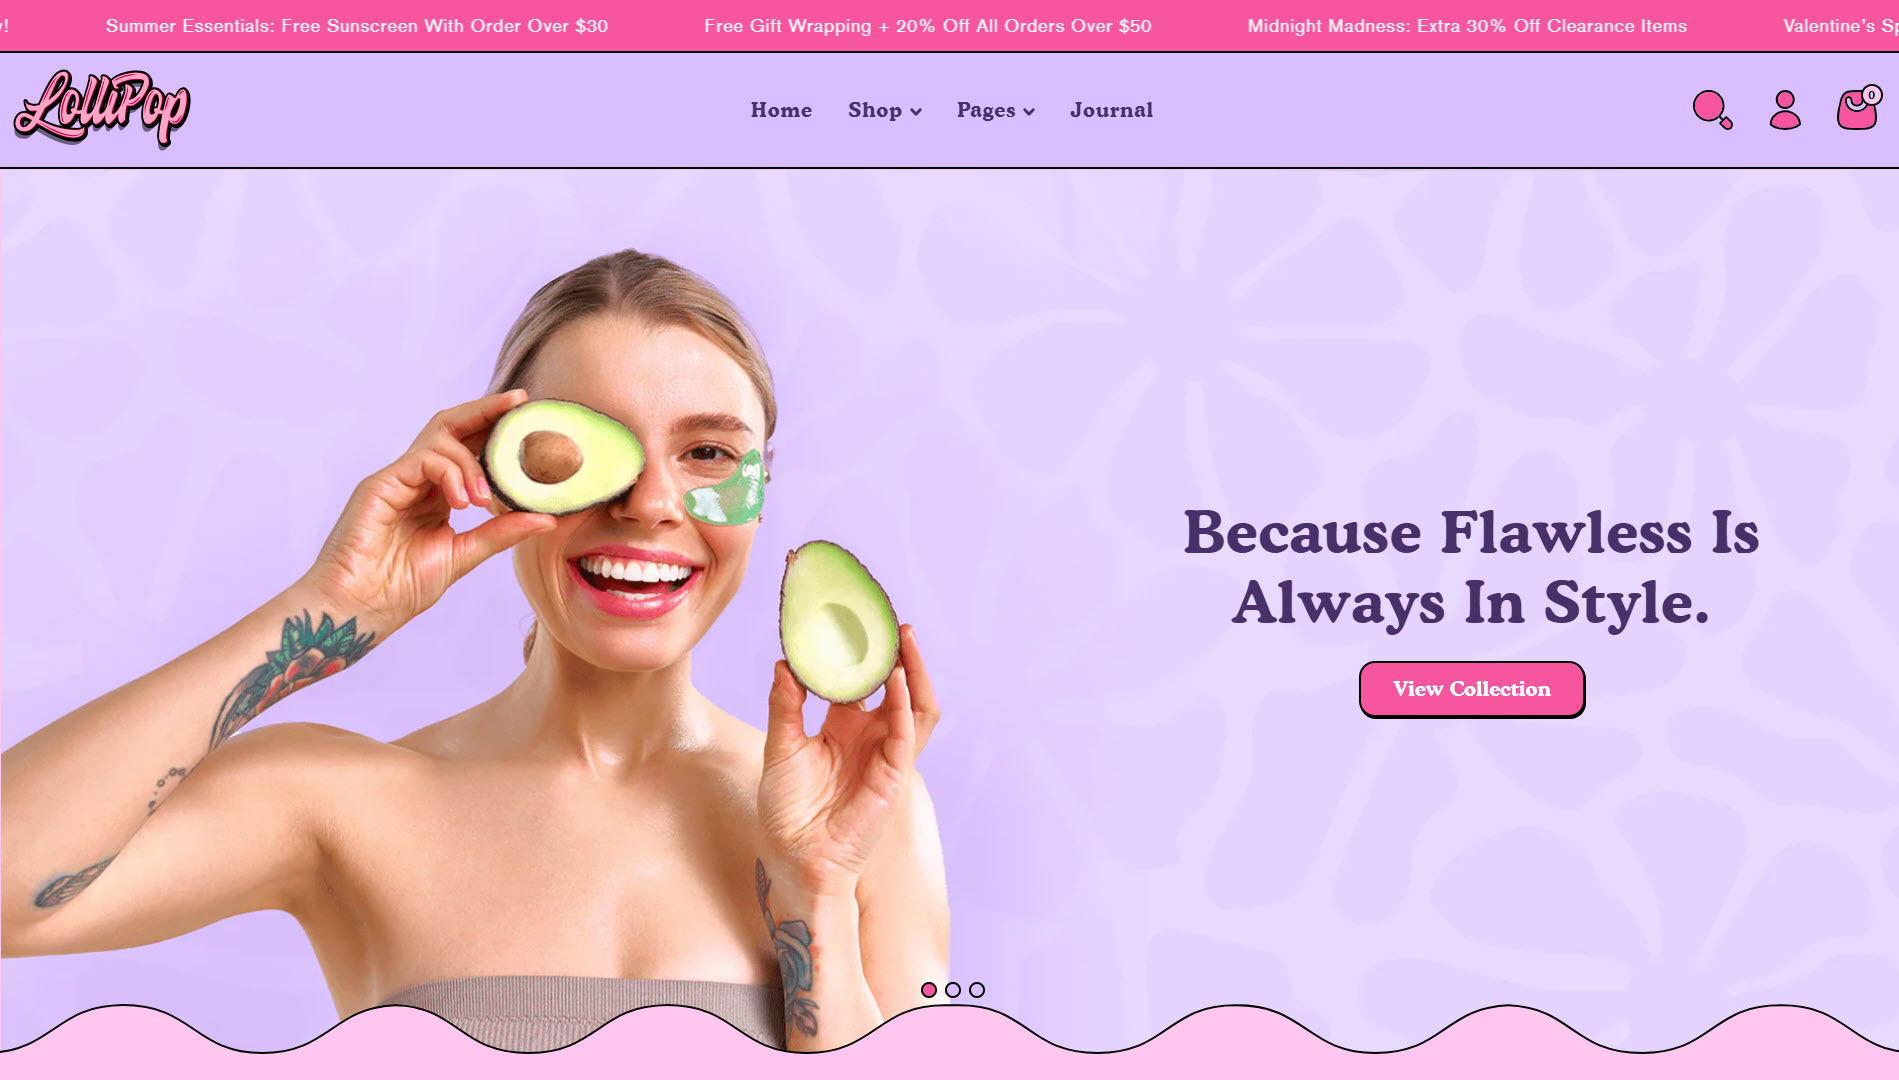 Summer Essentials: Free Sunscreen With Order Over $30 Free Gift Wrapping + 20% Off All Orders Over $50 Midnight Madness: Extra 30% Off Clearance Items Valentine's
LolliPop
Home Shop Pages Journal
0
Because Flawless Is
Always In Style.
View Collection